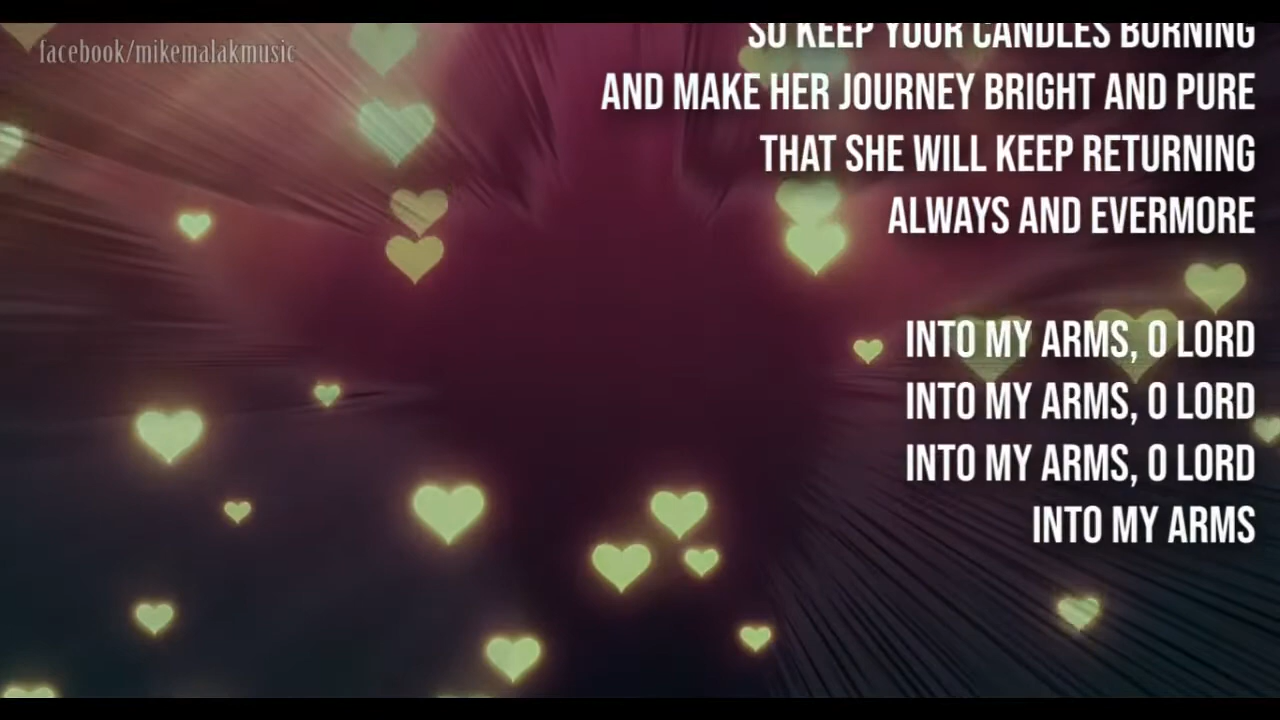 facebook/mikemalakmusic
SO KEEP YOUR CANDLES BURNING
AND MAKE HER JOURNEY BRIGHT AND PURE
THAT SHE WILL KEEP RETURNING
ALWAYS AND EVERMORE
INTO MY ARMS, O LORD
INTO MY ARMS, O LORD
INTO MY ARMS, O LORD
INTO MY ARMS